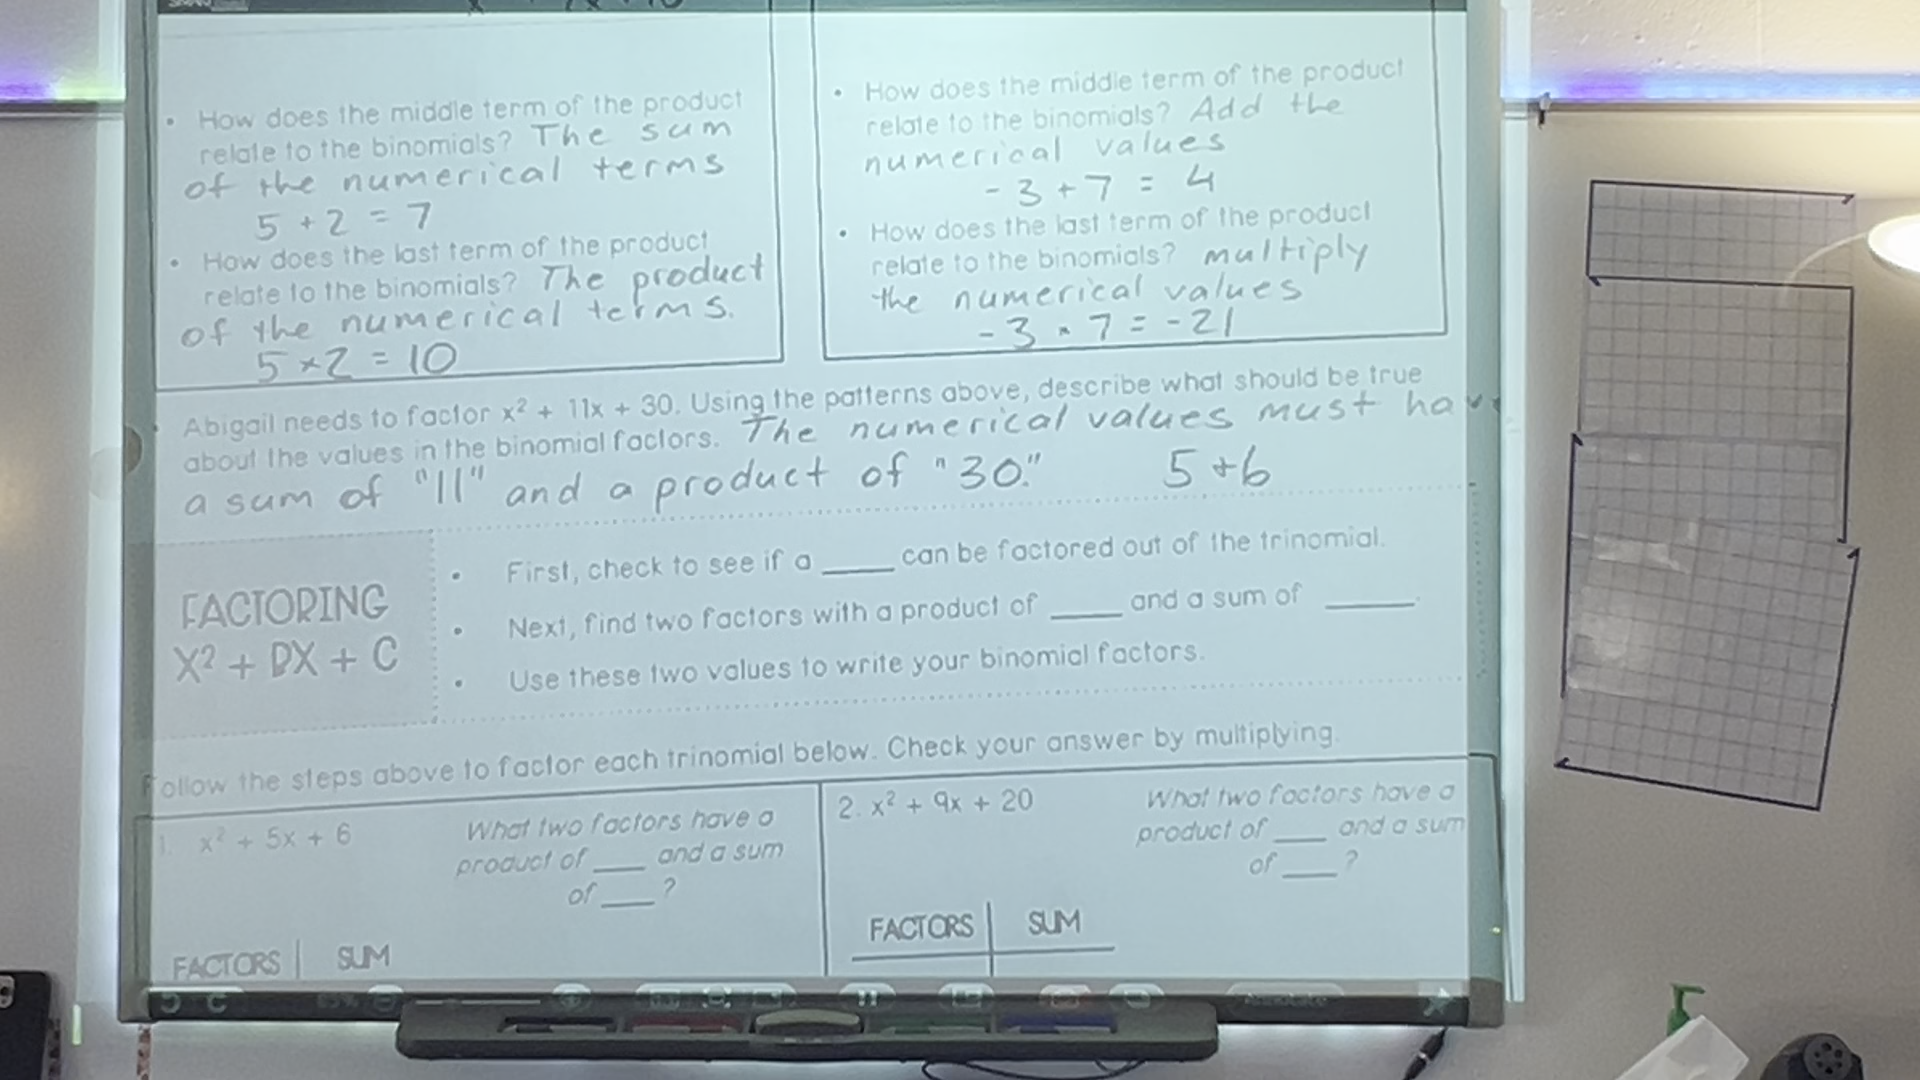 How does the middle term of the product
relate to the binomials? The sum
of the numerical terms
5 + 2 = 7
How does the last term of the product
relate to the binomials? The product
of the numerical terms.
5 × 2 = 10
How does the middle term of the product
relate to the binomials? Add the
numerical values
-3 + 7 = 4
How does the last term of the product
relate to the binomials? multiply
the numerical values
-3 · 7 = -21
Abigail needs to factor x² + 11x + 30. Using the patterns above, describe what should be true
about the values in the binomial factors. The numerical values must hav
a sum of "11" and a product of "30." 5 + 6
FACTORING
X² + BX + C
First, check to see if a ____ can be factored out of the trinomial.
Next, find two factors with a product of ____ and a sum of ____.
Use these two values to write your binomial factors.
Follow the steps above to factor each trinomial below. Check your answer by multiplying.
1. x² + 5x + 6
What two factors have a
product of ____ and a sum
of ____?
FACTORS | SUM
2. x² + 9x + 20
What two factors have a
product of ____ and a sum
of ____?
FACTORS | SUM